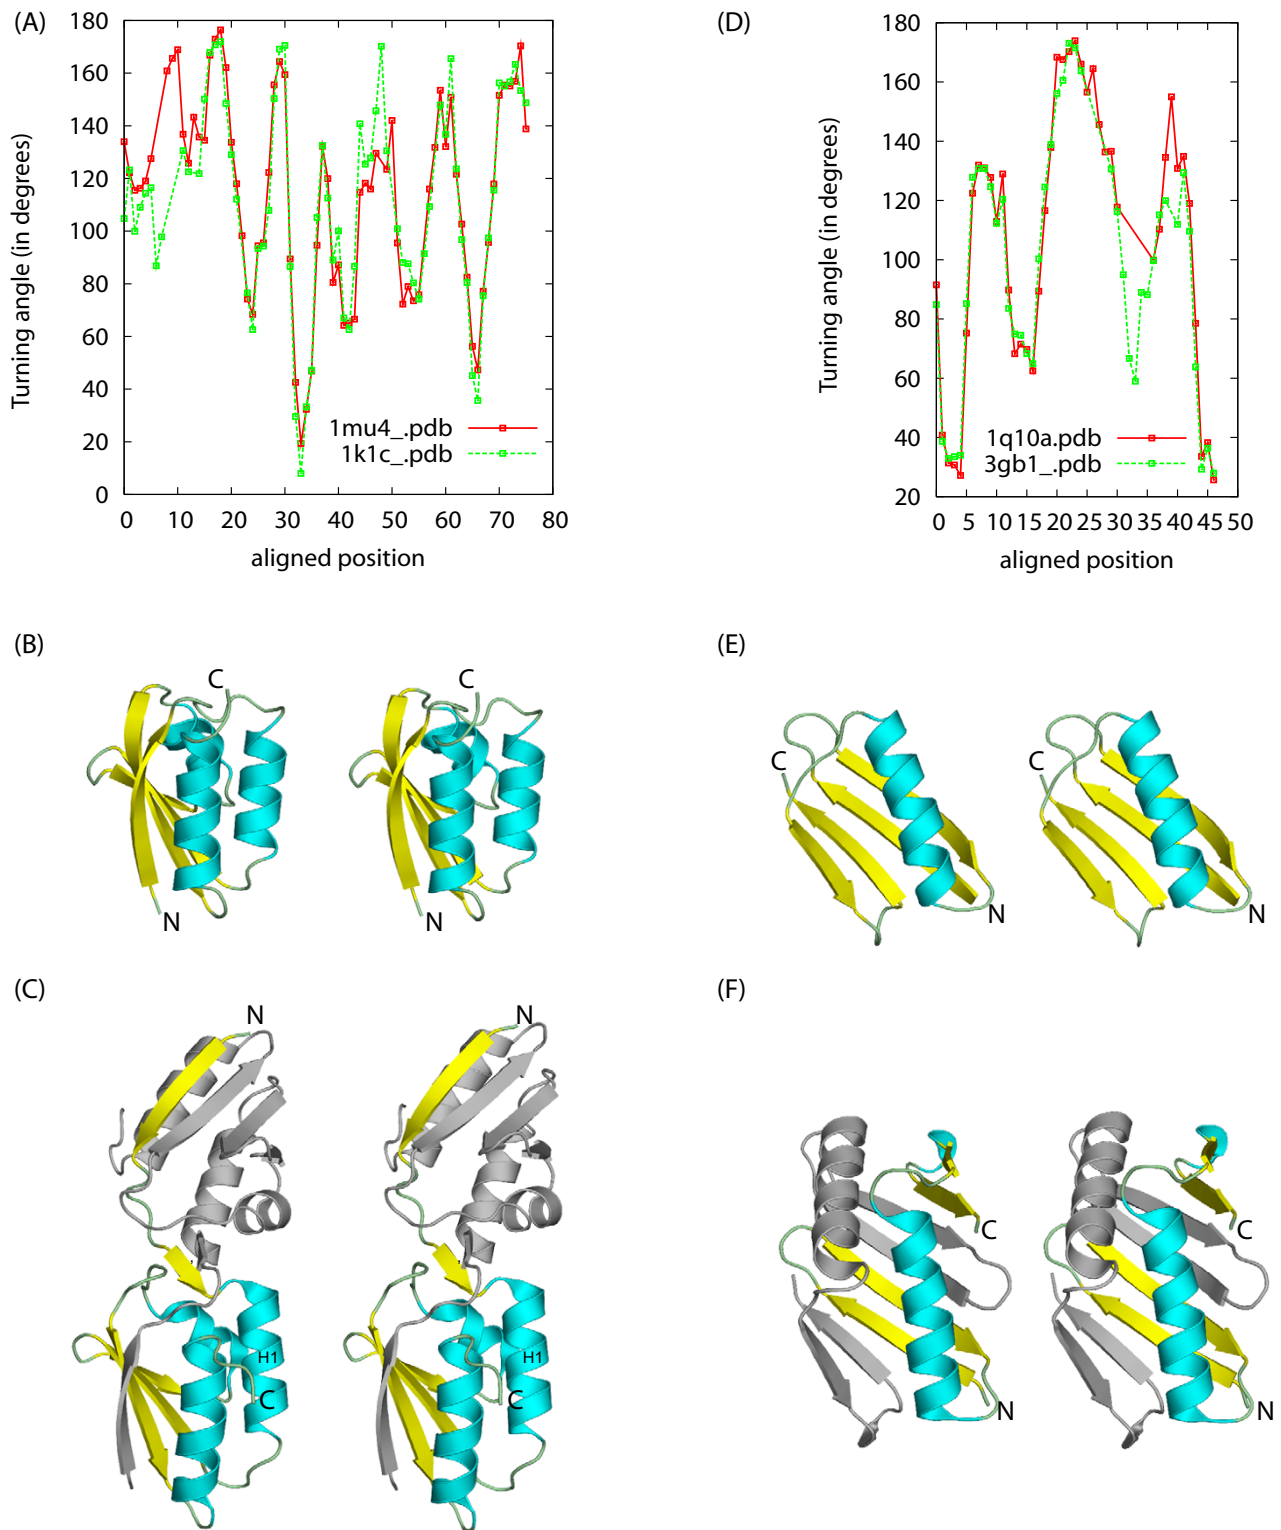 (A)
180
160
140
120
100
80
60
40
20
0
Turning angle (in degrees)
1mu4_.pdb
1k1c_.pdb
0 10 20 30 40 50 60 70 80
aligned position
(D)
180
160
140
120
100
80
60
40
20
Turning angle (in degrees)
1q10a.pdb
3gb1_.pdb
0 5 10 15 20 25 30 35 40 45 50
aligned position
(B)
C C
N N
(E)
C C
N N
(C)
N N
H1 H1
C C
(F)
C C
N N